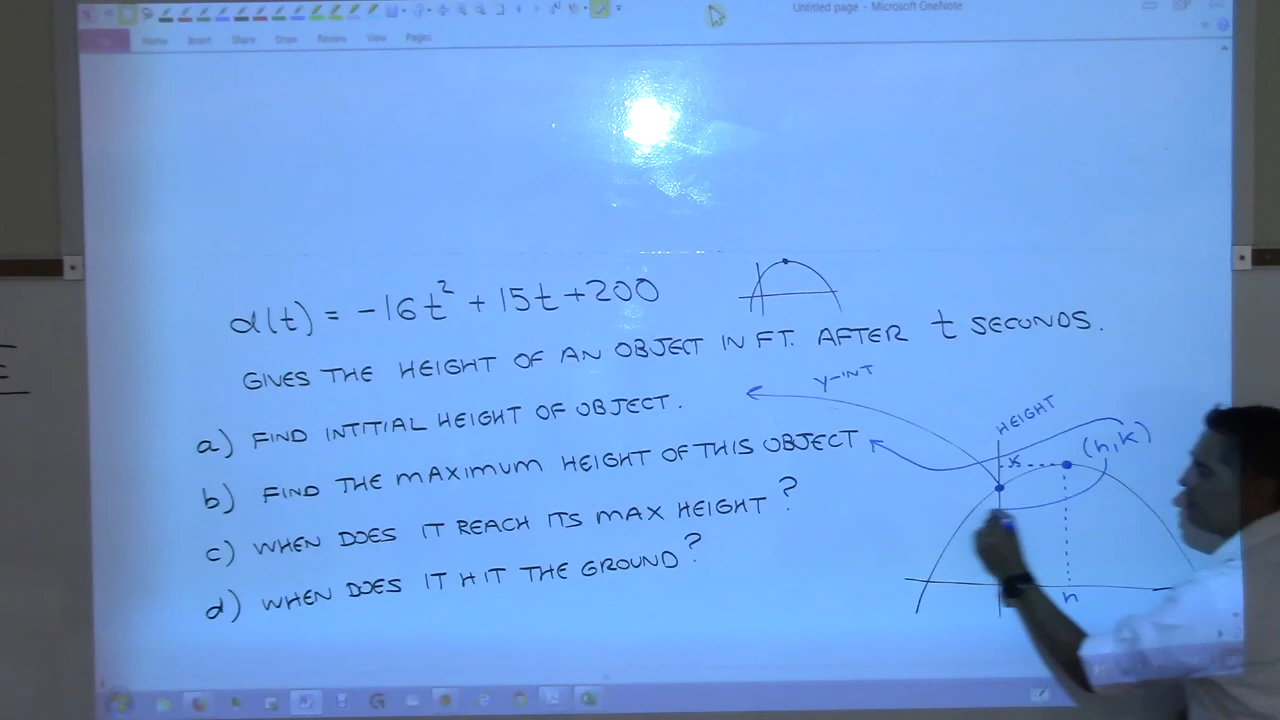 Untitled page - Microsoft OneNote
Home Insert Share Draw Review View Pages
d(t) = -16t² + 15t + 200
GIVES THE HEIGHT OF AN OBJECT IN FT. AFTER t SECONDS.
a) FIND INTITIAL HEIGHT OF OBJECT.
b) FIND THE MAXIMUM HEIGHT OF THIS OBJECT
c) WHEN DOES IT REACH ITS MAX HEIGHT?
d) WHEN DOES IT HIT THE GROUND?
Y-INT
HEIGHT
(h,k)
k
h